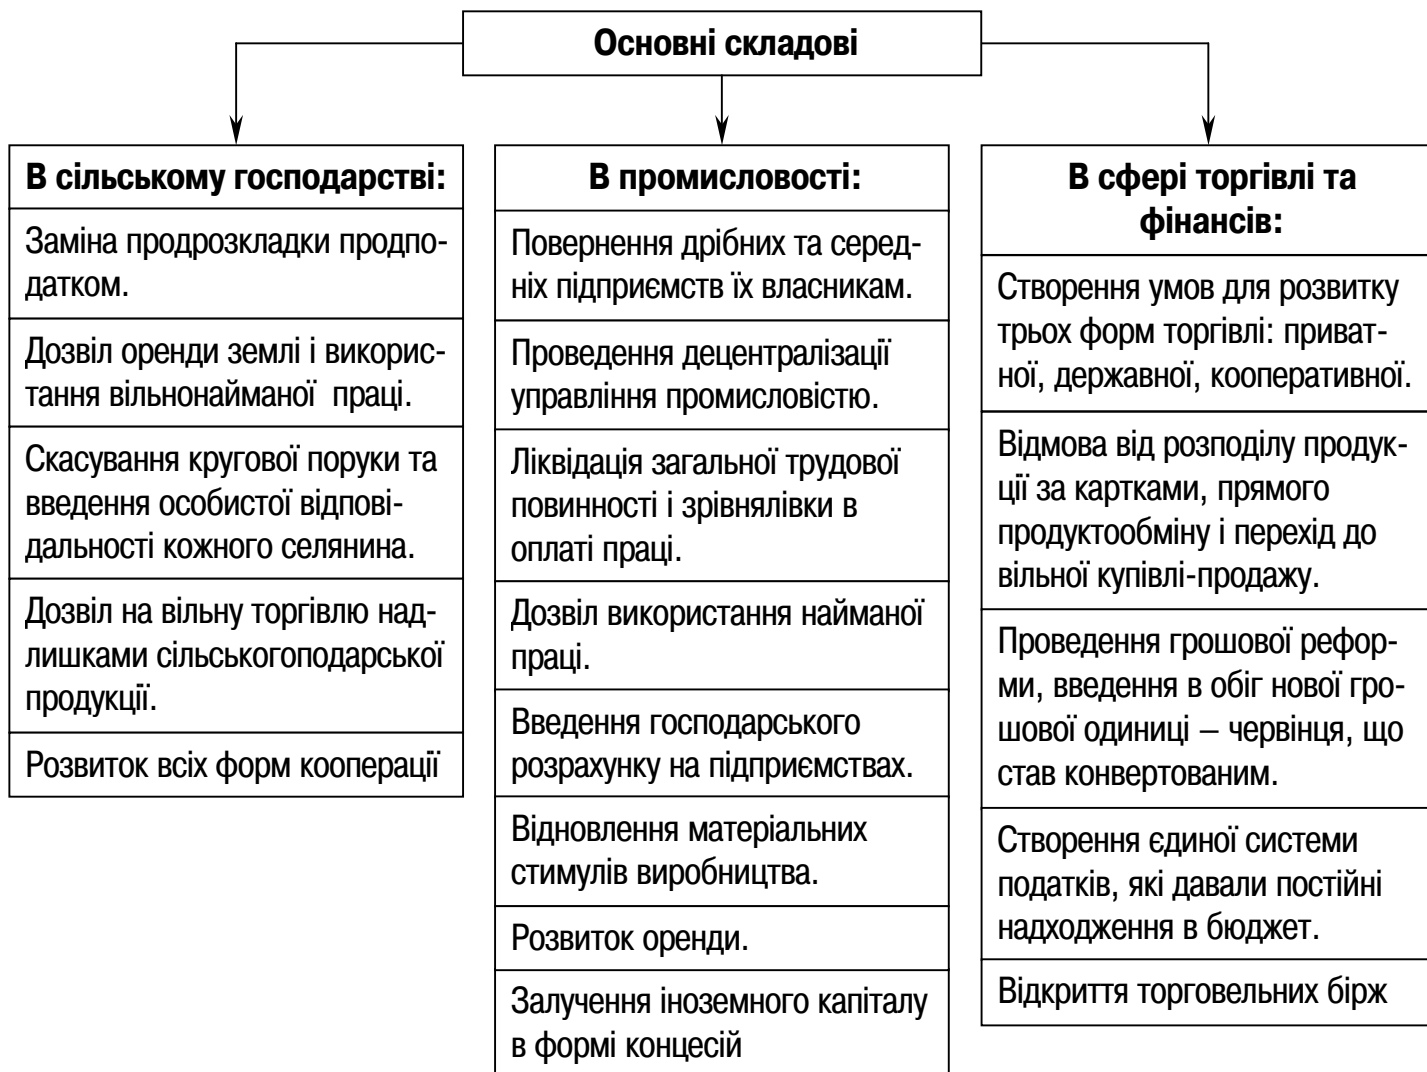 Основні складові
В сільському господарстві:
Заміна продрозкладки продпо-
датком.
Дозвіл оренди землі і викорис-
тання вільнонайманої праці.
Скасування кругової поруки та
введення особистої відпові-
дальності кожного селянина.
Дозвіл на вільну торгівлю над-
лишками сільськогоподарської
продукції.
Розвиток всіх форм кооперації
В промисловості:
Повернення дрібних та серед-
ніх підприємств їх власникам.
Проведення децентралізації
управління промисловістю.
Ліквідація загальної трудової
повинності і зрівнялівки в
оплаті праці.
Дозвіл використання найманої
праці.
Введення господарського
розрахунку на підприємствах.
Відновлення матеріальних
стимулів виробництва.
Розвиток оренди.
Залучення іноземного капіталу
в формі концесій
В сфері торгівлі та
фінансів:
Створення умов для розвитку
трьох форм торгівлі: приват-
ної, державної, кооперативної.
Відмова від розподілу продук-
ції за картками, прямого
продуктообміну і перехід до
вільної купівлі-продажу.
Проведення грошової рефор-
ми, введення в обіг нової гро-
шової одиниці – червінця, що
став конвертованим.
Створення єдиної системи
податків, які давали постійні
надходження в бюджет.
Відкриття торговельних бірж